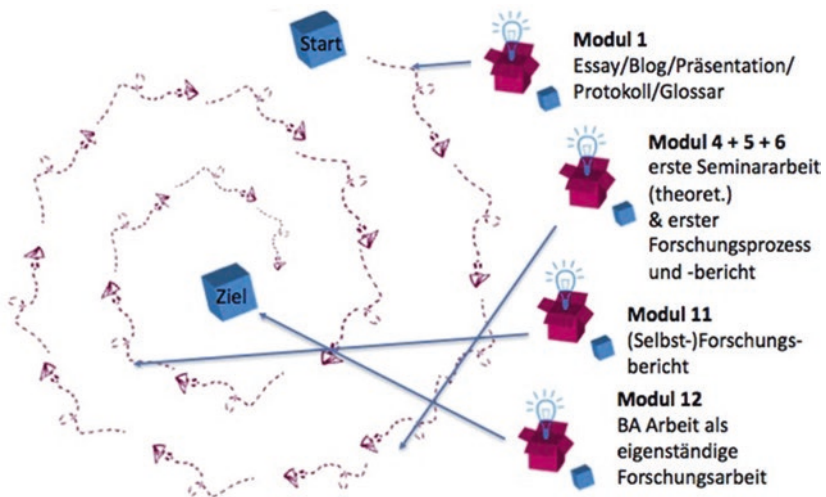 Start
Modul 1
Essay/Blog/Präsentation/
Protokoll/Glossar
Modul 4 + 5 + 6
erste Seminararbeit
(theoret.)
& erster
Forschungsprozess
und -bericht
Ziel
Modul 11
(Selbst-)Forschungs-
bericht
Modul 12
BA Arbeit als
eigenständige
Forschungsarbeit